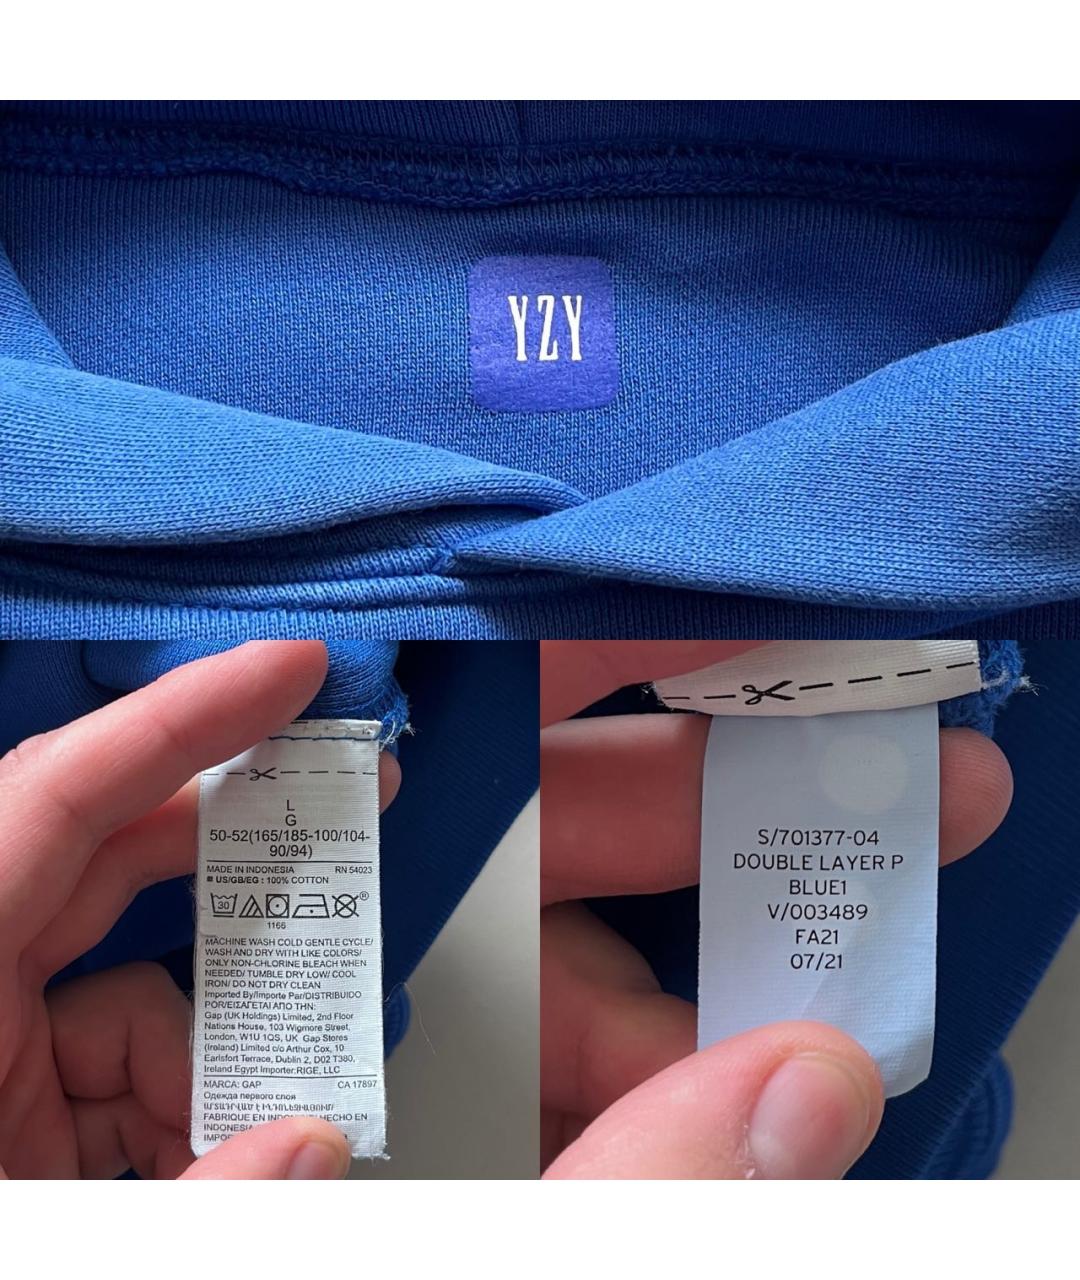 YZY
L
G
50-52(165/185-100/104-
90/94)
MADE IN INDONESIA RN 54023
US/GB/EG : 100% COTTON
30
1166
MACHINE WASH COLD GENTLE CYCLE/
WASH AND DRY WITH LIKE COLORS/
ONLY NON-CHLORINE BLEACH WHEN
NEEDED/ TUMBLE DRY LOW/ COOL
IRON/ DO NOT DRY CLEAN
Imported By/Importe Par/DISTRIBUIDO
POR/ΕΙΣΑΓΕΤΑΙ ΑΠΟ ΤΗΝ:
Gap (UK Holdings) Limited, 2nd Floor
Nations House, 103 Wigmore Street,
London, W1U 1QS, UK Gap Stores
(Ireland) Limited c/o Arthur Cox, 10
Earlsfort Terrace, Dublin 2, D02 T380,
Ireland Egypt Importer:RIGE, LLC
MARCA: GAP CA 17897
Одежда первого слоя
FABRIQUE EN HECHO EN
INDONESIA
S/701377-04
DOUBLE LAYER P
BLUE1
V/003489
FA21
07/21